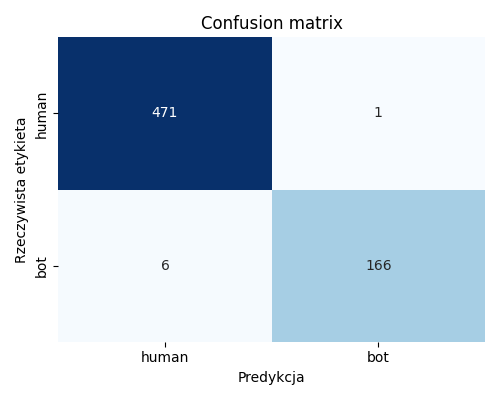 Confusion matrix
Rzeczywista etykieta
human
471
1
bot
6
166
human
bot
Predykcja